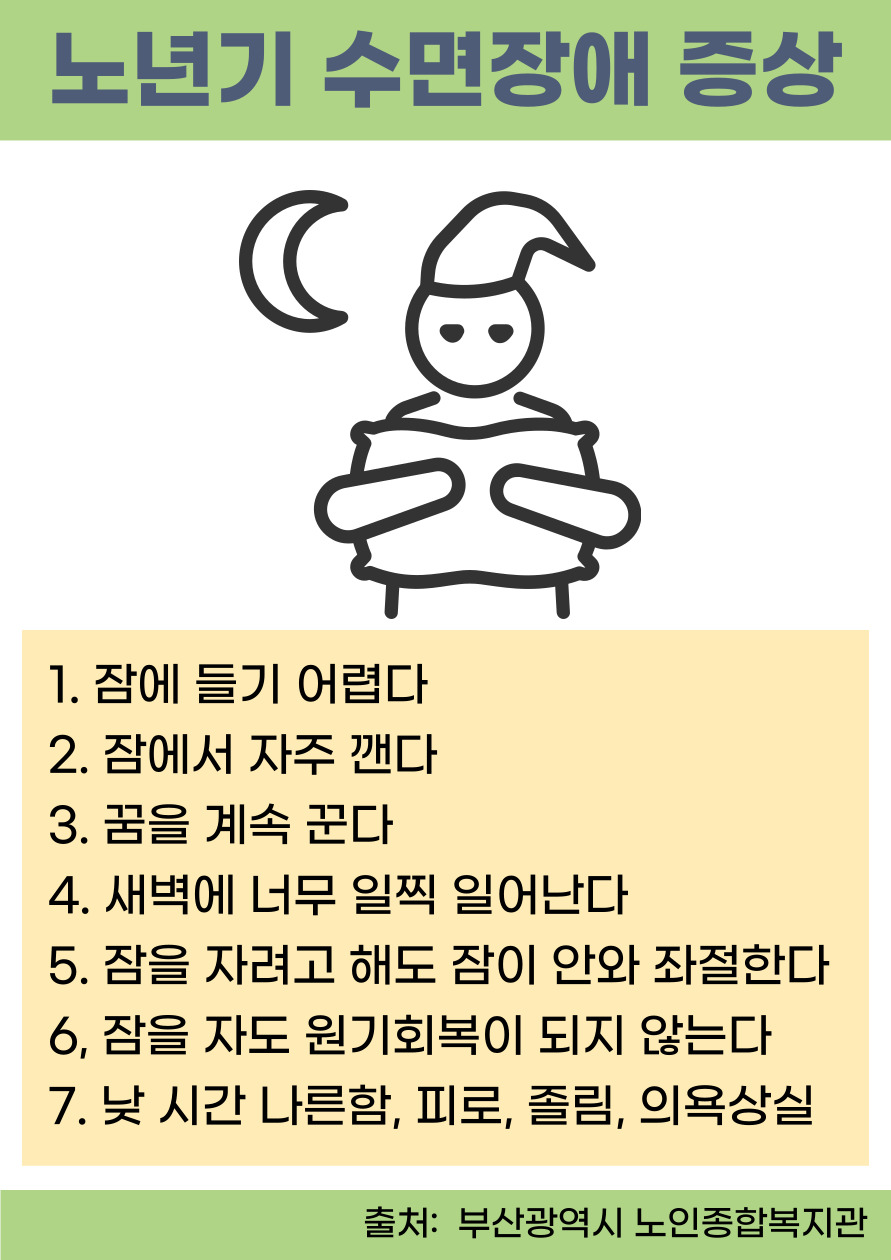 노년기 수면장애 증상
1. 잠에 들기 어렵다
2. 잠에서 자주 깬다
3. 꿈을 계속 꾼다
4. 새벽에 너무 일찍 일어난다
5. 잠을 자려고 해도 잠이 안와 좌절한다
6, 잠을 자도 원기회복이 되지 않는다
7. 낮 시간 나른함, 피로, 졸림, 의욕상실
출처: 부산광역시 노인종합복지관